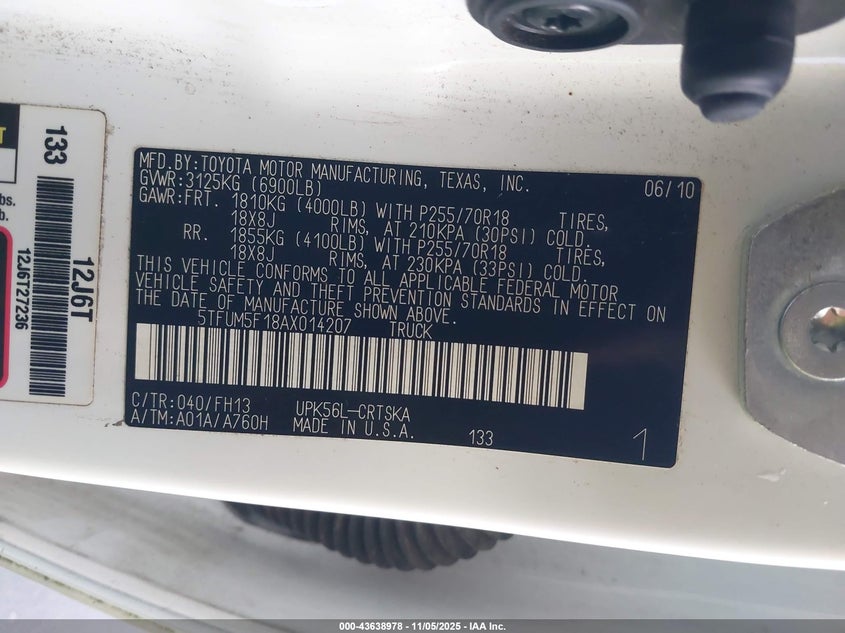 T
133
bs.
b.
12J6T
12J6T27236
MFD.BY:TOYOTA MOTOR MANUFACTURING, TEXAS, INC. 06/10
GVWR:3125KG (6900LB)
GAWR:FRT. 1810KG (4000LB) WITH P255/70R18 TIRES,
18X8J RIMS, AT 210KPA (30PSI) COLD.
RR. 1855KG (4100LB) WITH P255/70R18 TIRES,
18X8J RIMS, AT 230KPA (33PSI) COLD.
THIS VEHICLE CONFORMS TO ALL APPLICABLE FEDERAL MOTOR
VEHICLE SAFETY AND THEFT PREVENTION STANDARDS IN EFFECT ON
THE DATE OF MANUFACTURE SHOWN ABOVE.
5TFUM5F18AX014207 TRUCK
C/TR:040/FH13 UPK56L-CRTSKA
A/TM:A01A/A760H MADE IN U.S.A. 133 1
000-43638978 - 11/05/2025 - IAA Inc.